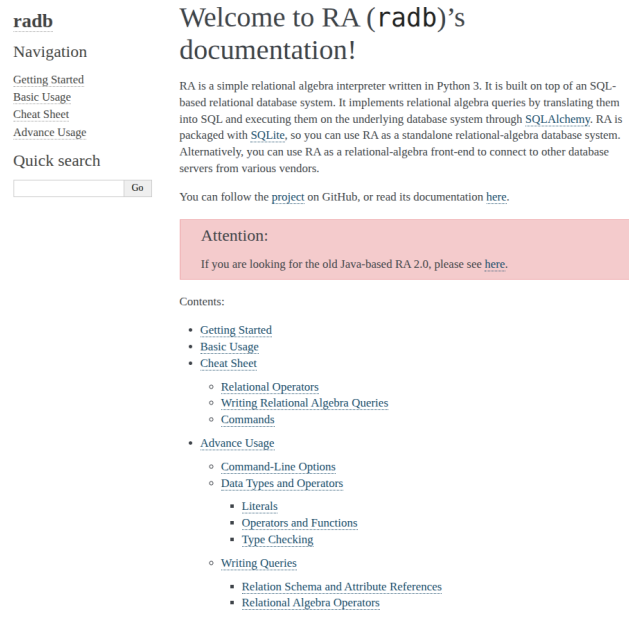 radb
Navigation
Getting Started
Basic Usage
Cheat Sheet
Advance Usage
Quick search
Go
Welcome to RA (radb)’s
documentation!
RA is a simple relational algebra interpreter written in Python 3. It is built on top of an SQL-
based relational database system. It implements relational algebra queries by translating them
into SQL and executing them on the underlying database system through SQLAlchemy. RA is
packaged with SQLite, so you can use RA as a standalone relational-algebra database system.
Alternatively, you can use RA as a relational-algebra front-end to connect to other database
servers from various vendors.
You can follow the project on GitHub, or read its documentation here.
Attention:
If you are looking for the old Java-based RA 2.0, please see here.
Contents:
Getting Started
Basic Usage
Cheat Sheet
Relational Operators
Writing Relational Algebra Queries
Commands
Advance Usage
Command-Line Options
Data Types and Operators
Literals
Operators and Functions
Type Checking
Writing Queries
Relation Schema and Attribute References
Relational Algebra Operators